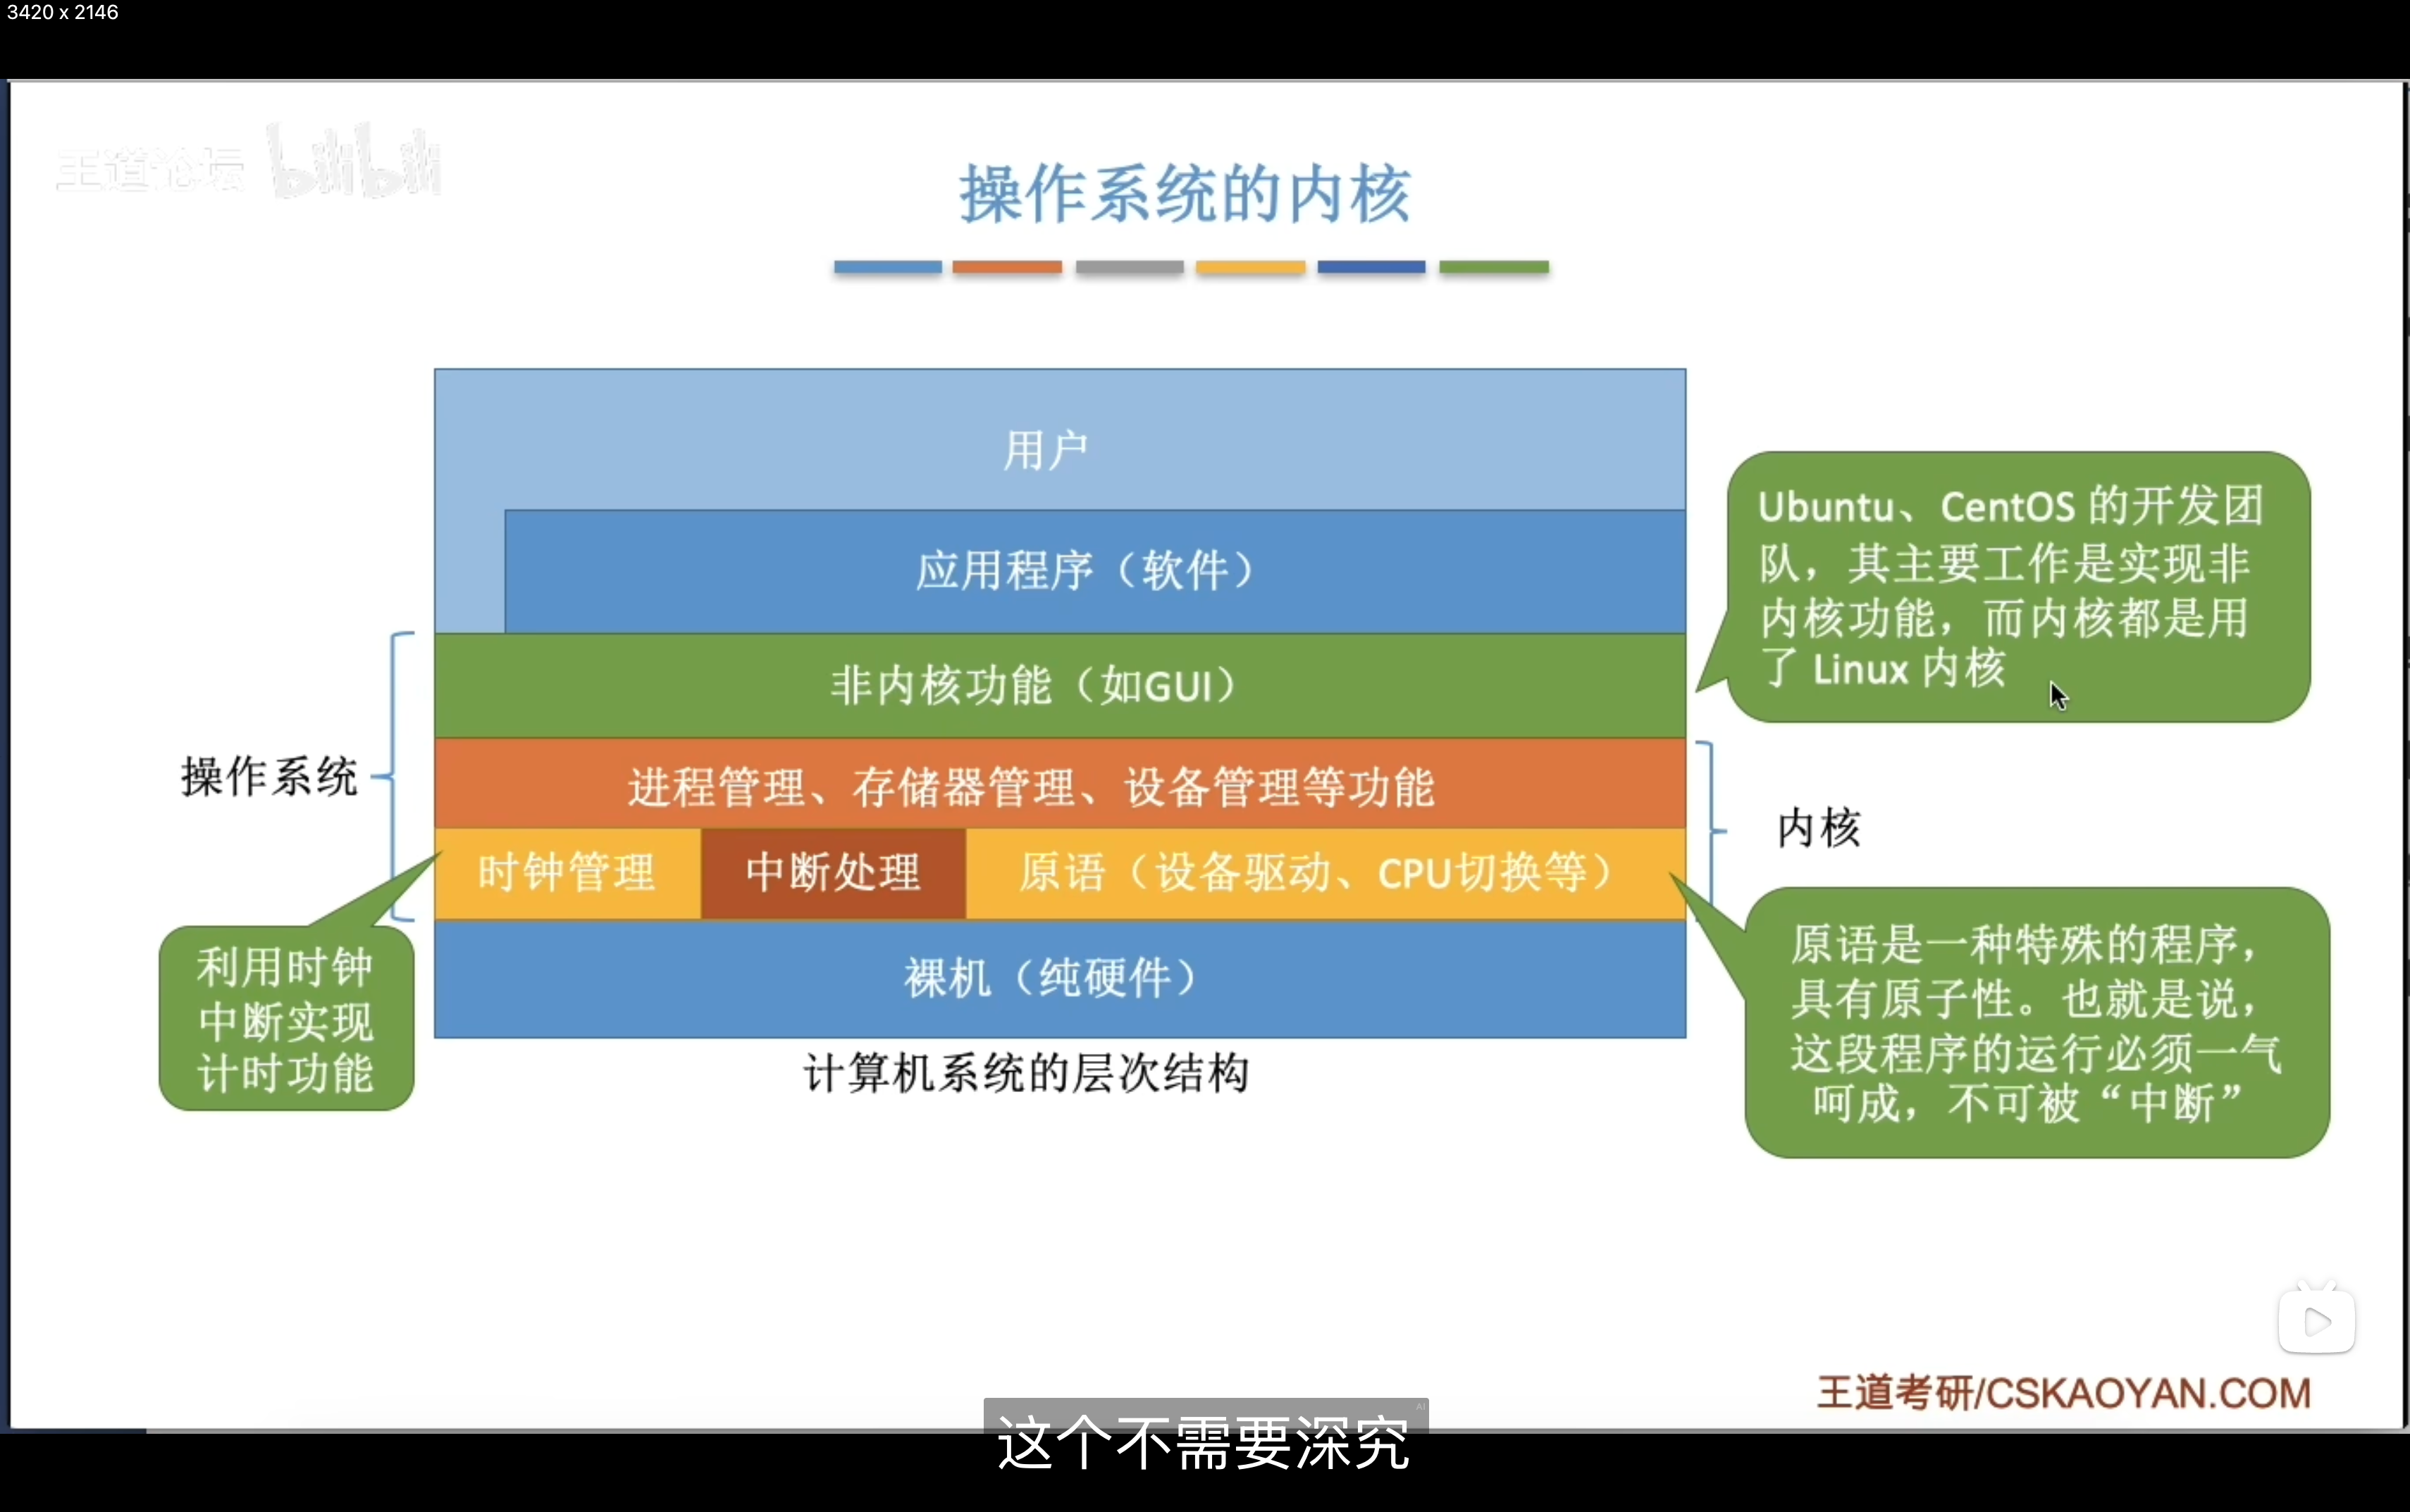 3420 x 2146
王道论坛 bilibili
操作系统的内核
用户
应用程序（软件）
非内核功能（如GUI）
进程管理、存储器管理、设备管理等功能
时钟管理
中断处理
原语（设备驱动、CPU切换等）
裸机（纯硬件）
计算机系统的层次结构
操作系统
内核
利用时钟
中断实现
计时功能
Ubuntu、CentOS 的开发团
队，其主要工作是实现非
内核功能，而内核都是用
了 Linux 内核
原语是一种特殊的程序，
具有原子性。也就是说，
这段程序的运行必须一气
呵成，不可被“中断”
王道考研/CSKAOYAN.COM
AI
这个不需要深究